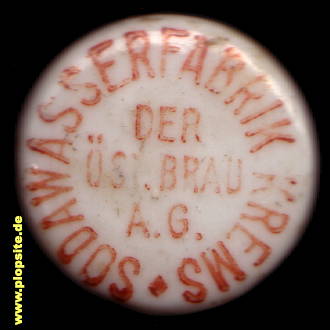 SODAWASSERFABRIK KREMS
DER
ÖST. BRAU
A.G.
www.plopsite.de